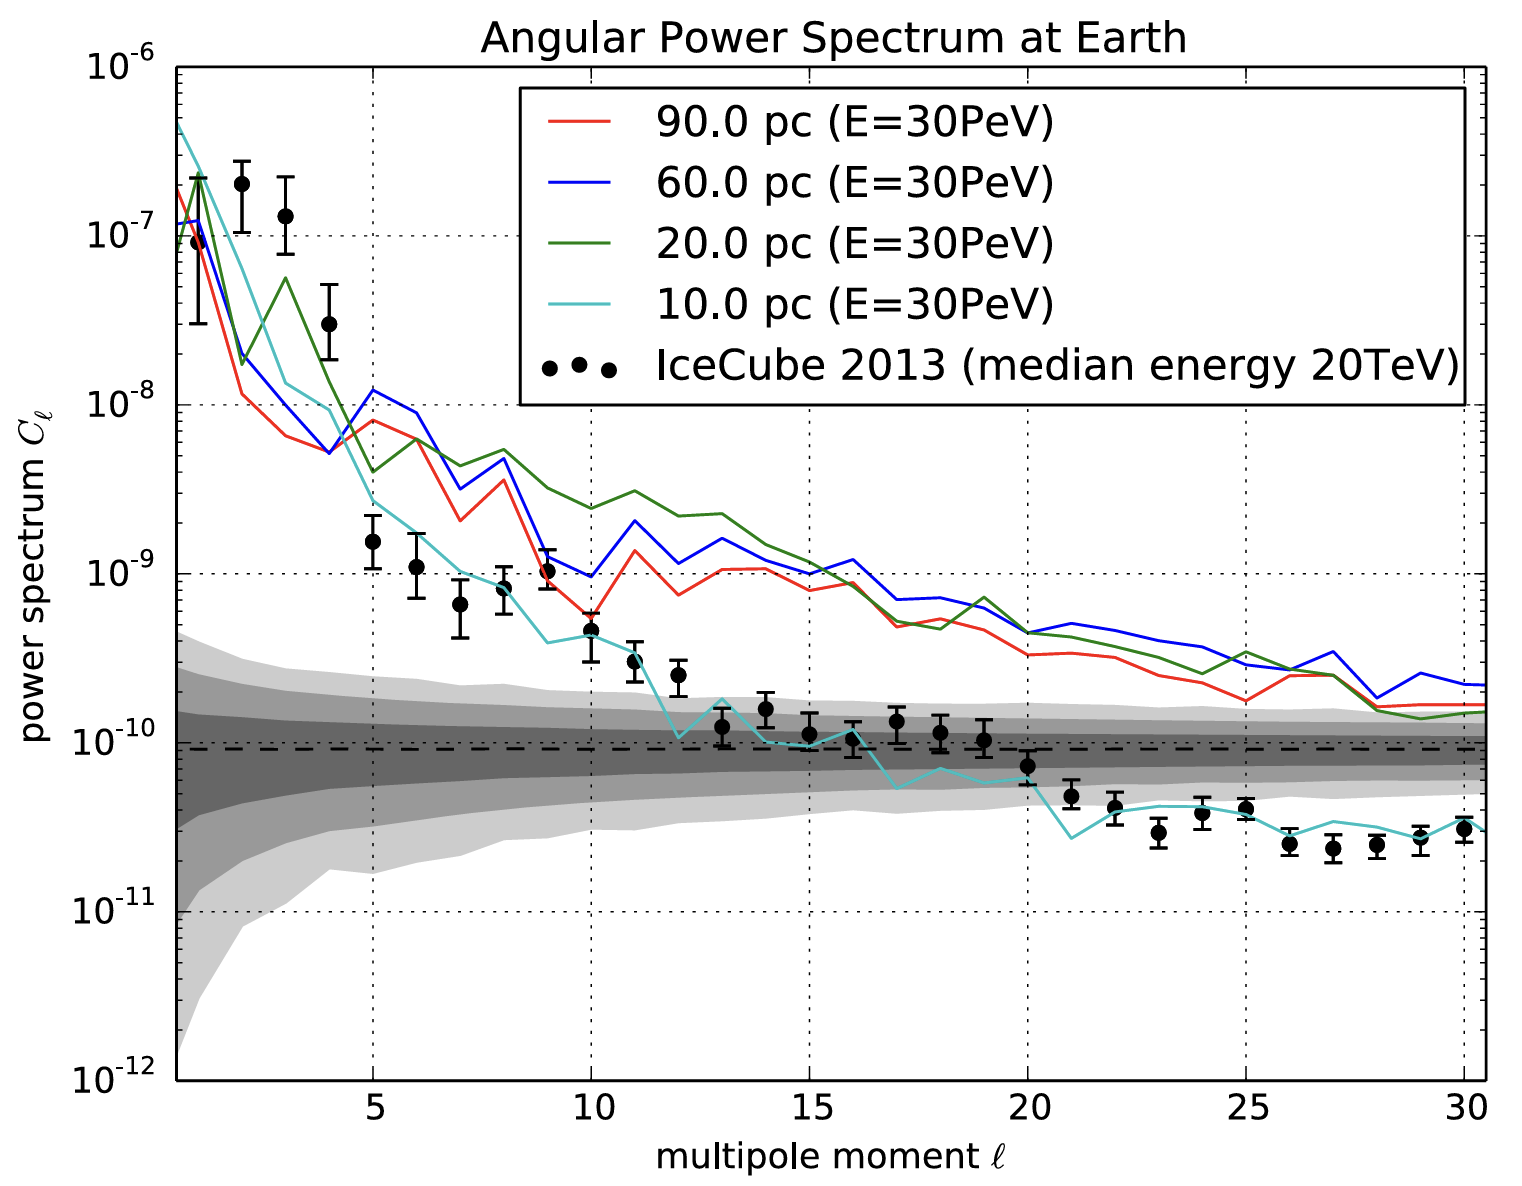 Angular Power Spectrum at Earth
90.0 pc (E=30PeV)
60.0 pc (E=30PeV)
20.0 pc (E=30PeV)
10.0 pc (E=30PeV)
IceCube 2013 (median energy 20TeV)
power spectrum Cℓ
10⁻⁶
10⁻⁷
10⁻⁸
10⁻⁹
10⁻¹⁰
10⁻¹¹
10⁻¹²
5 10 15 20 25 30
multipole moment ℓ